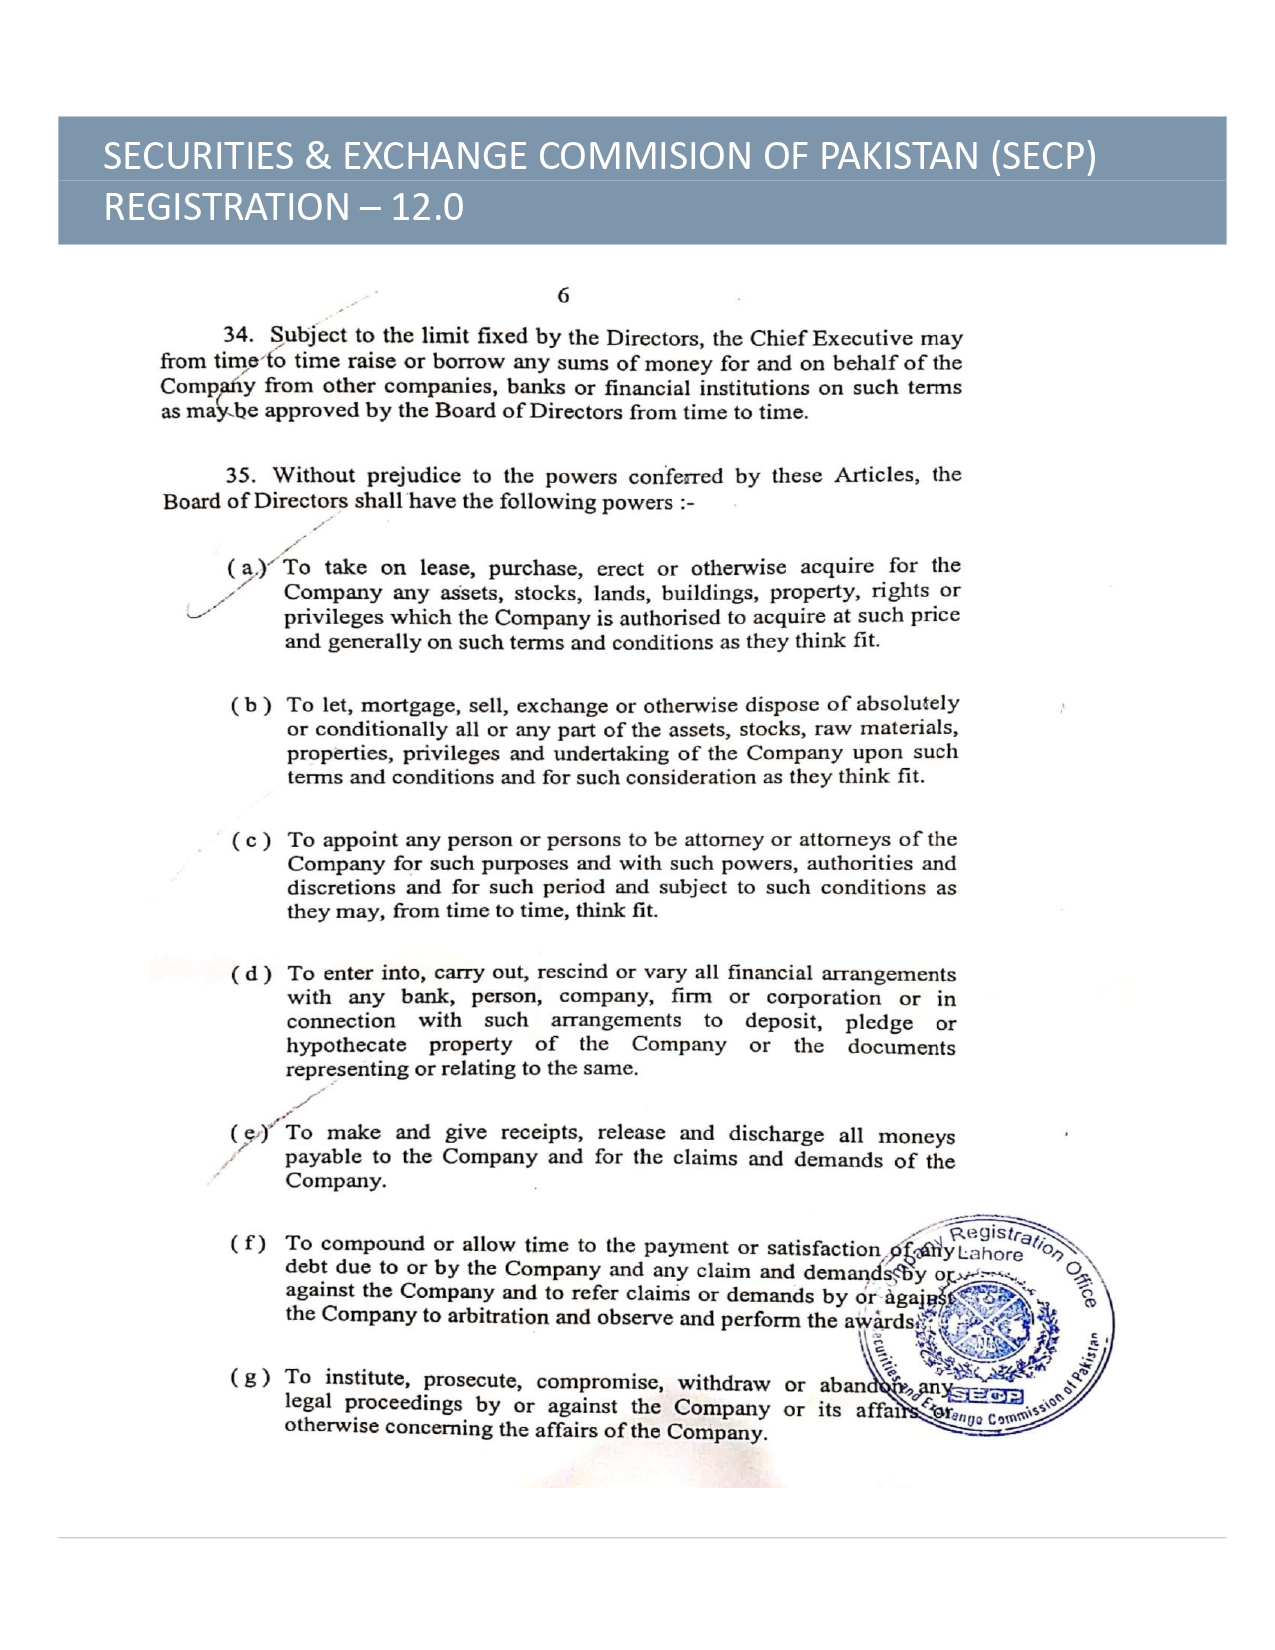 SECURITIES & EXCHANGE COMMISION OF PAKISTAN (SECP)
REGISTRATION – 12.0
6
34. Subject to the limit fixed by the Directors, the Chief Executive may
from time to time raise or borrow any sums of money for and on behalf of the
Company from other companies, banks or financial institutions on such terms
as may be approved by the Board of Directors from time to time.
35. Without prejudice to the powers conferred by these Articles, the
Board of Directors shall have the following powers :-
( a ) To take on lease, purchase, erect or otherwise acquire for the
Company any assets, stocks, lands, buildings, property, rights or
privileges which the Company is authorised to acquire at such price
and generally on such terms and conditions as they think fit.
( b ) To let, mortgage, sell, exchange or otherwise dispose of absolutely
or conditionally all or any part of the assets, stocks, raw materials,
properties, privileges and undertaking of the Company upon such
terms and conditions and for such consideration as they think fit.
( c ) To appoint any person or persons to be attorney or attorneys of the
Company for such purposes and with such powers, authorities and
discretions and for such period and subject to such conditions as
they may, from time to time, think fit.
( d ) To enter into, carry out, rescind or vary all financial arrangements
with any bank, person, company, firm or corporation or in
connection with such arrangements to deposit, pledge or
hypothecate property of the Company or the documents
representing or relating to the same.
( e ) To make and give receipts, release and discharge all moneys
payable to the Company and for the claims and demands of the
Company.
( f ) To compound or allow time to the payment or satisfaction of any
debt due to or by the Company and any claim and demands by or
against the Company and to refer claims or demands by or against
the Company to arbitration and observe and perform the awards.
( g ) To institute, prosecute, compromise, withdraw or abandon any
legal proceedings by or against the Company or its affairs or
otherwise concerning the affairs of the Company.
Company Registration Office
Lahore
SECP
Securities and Exchange Commission of Pakistan